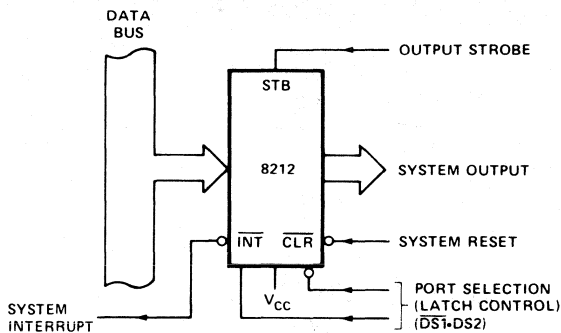 DATA
BUS
OUTPUT STROBE
STB
8212
SYSTEM OUTPUT
INT CLR
SYSTEM RESET
VCC
PORT SELECTION
(LATCH CONTROL)
(DS1•DS2)
SYSTEM
INTERRUPT